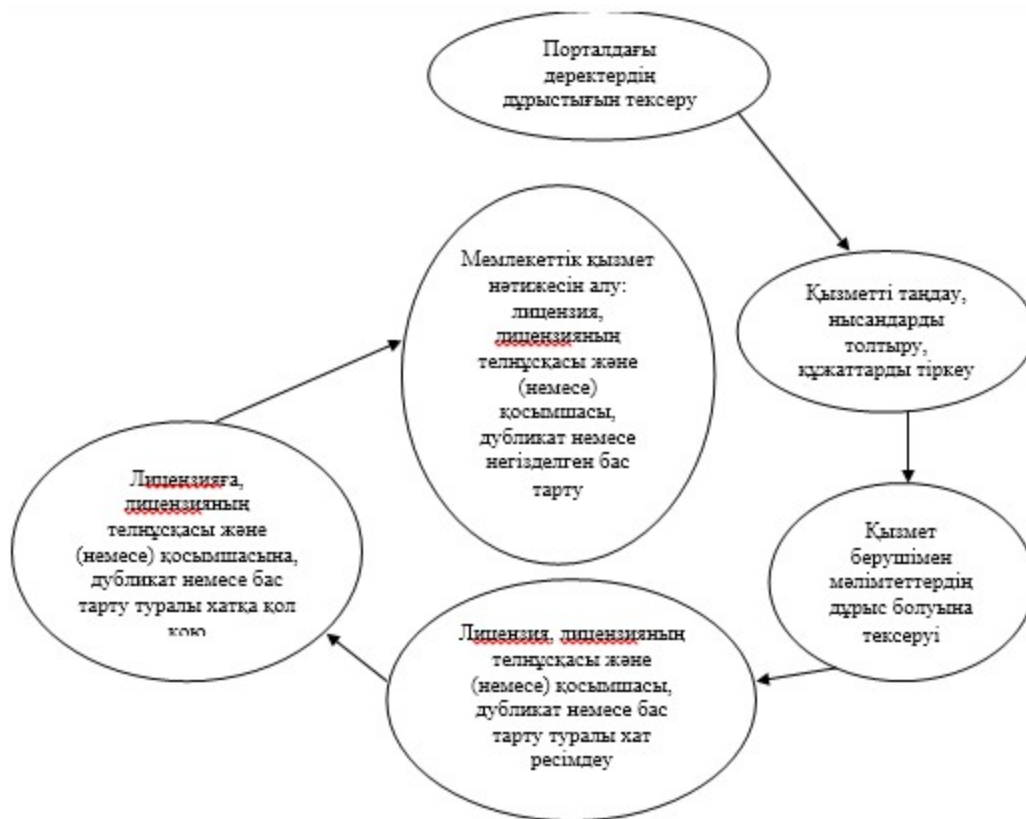 Порталдағы
деректердің
дұрыстығын тексеру
Қызметті таңдау,
нысандарды
толтыру,
құжаттарды тіркеу
Қызмет
берушімен
мәлімтеттердің
дұрыс болуына
тексеруі
Лицензия, лицензияның
телнұсқасы және
(немесе) қосымшасы,
дубликат немесе бас
тарту туралы хат
ресімдеу
Лицензияға,
лицензияның
телнұсқасы және
(немесе) қосымшасына,
дубликат немесе бас
тарту туралы хатқа қол
қою
Мемлекеттік қызмет
нәтижесін алу:
лицензия,
лицензияның
телнұсқасы және
(немесе)
қосымшасы,
дубликат немесе
негізделген бас
тарту